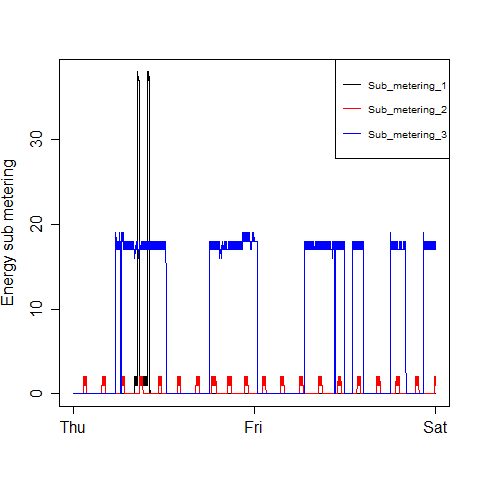 Sub_metering_1
Sub_metering_2
Sub_metering_3
Energy sub metering
30
20
10
0
Thu
Fri
Sat